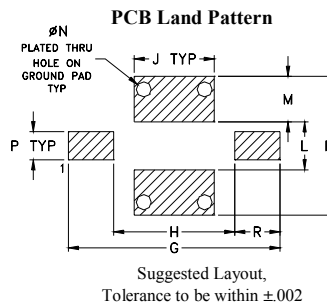 PCB Land Pattern
øN
PLATED THRU
HOLE ON
GROUND PAD
TYP
J TYP
M
P TYP
L
1
H
R
G
Suggested Layout,
Tolerance to be within ±.002